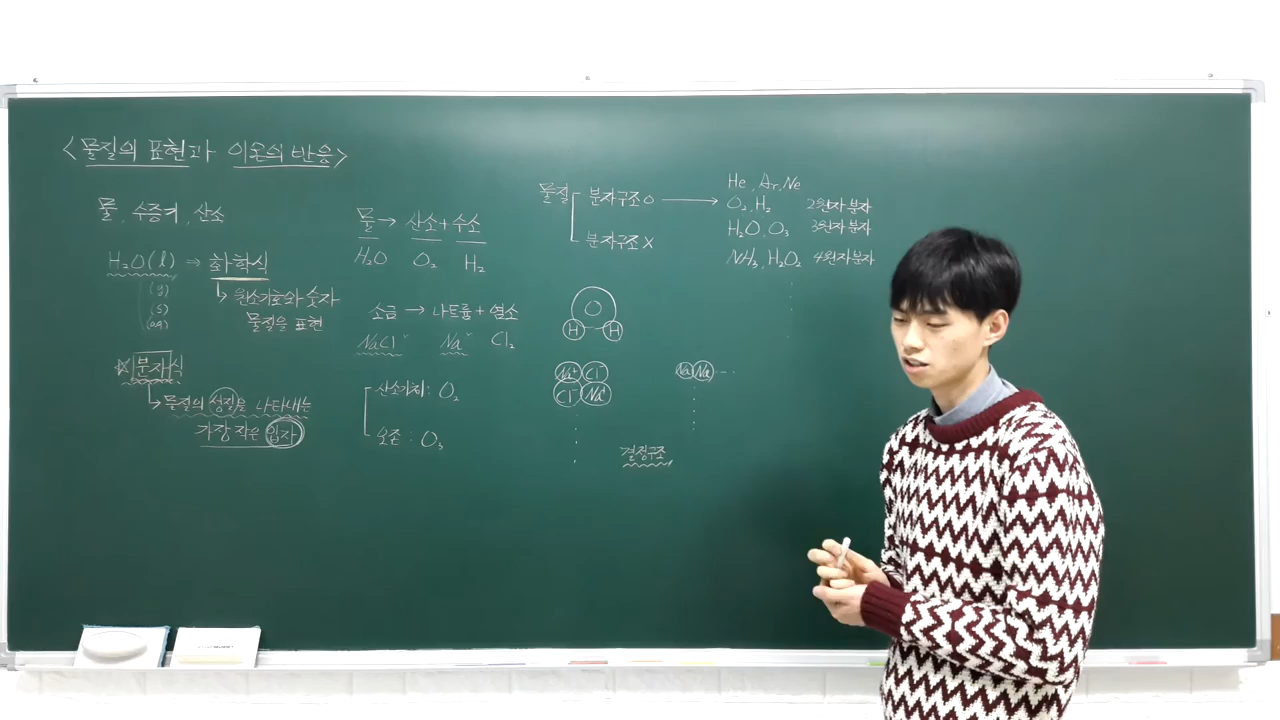 <물질의 표현과 이온의 반응>
물, 수증기, 산소
H₂O(l) ⇒ 화학식
(g)
(s)
(aq)
↳ 원소기호와 숫자
물질을 표현
☆ 분자식
↳ 물질의 성질을 나타내는
가장 작은 입자
물 → 산소 + 수소
H₂O O₂ H₂
소금 → 나트륨 + 염소
NaCl Na Cl₂
산소기체 : O₂
오존 : O₃
물질 분자구조 O →
분자구조 X
He, Ar, Ne
O₂, H₂ 2원자 분자
H₂O, O₃ 3원자 분자
NH₃, H₂O₂ 4원자 분자
O
H H
Na⁺ Cl⁻
Cl⁻ Na⁺
Na Na ...
결정구조